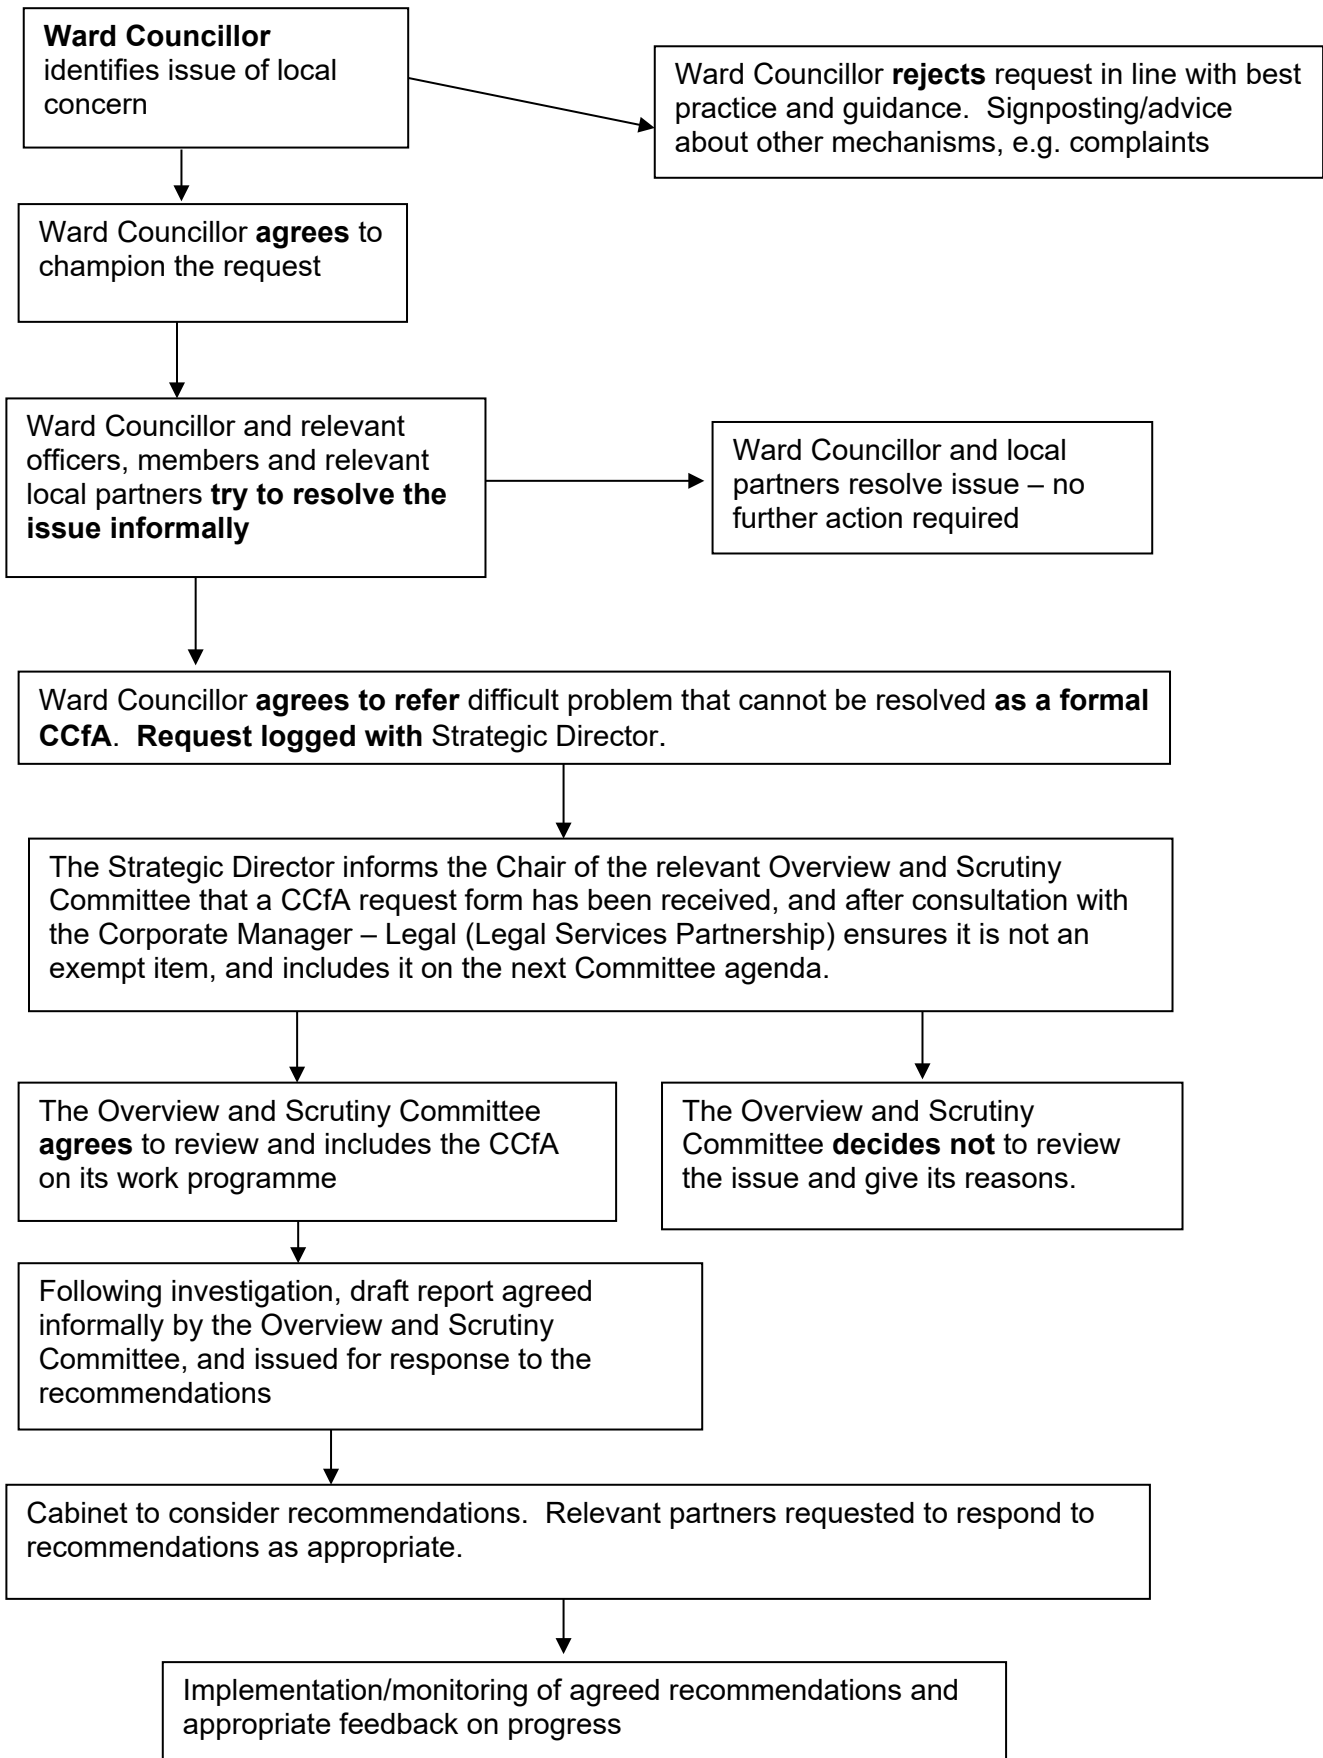 Ward Councillor
identifies issue of local
concern
Ward Councillor rejects request in line with best
practice and guidance.  Signposting/advice
about other mechanisms, e.g. complaints
Ward Councillor agrees to
champion the request
Ward Councillor and relevant
officers, members and relevant
local partners try to resolve the
issue informally
Ward Councillor and local
partners resolve issue – no
further action required
Ward Councillor agrees to refer difficult problem that cannot be resolved as a formal
CCfA.  Request logged with Strategic Director.
The Strategic Director informs the Chair of the relevant Overview and Scrutiny
Committee that a CCfA request form has been received, and after consultation with
the Corporate Manager – Legal (Legal Services Partnership) ensures it is not an
exempt item, and includes it on the next Committee agenda.
The Overview and Scrutiny Committee
agrees to review and includes the CCfA
on its work programme
The Overview and Scrutiny
Committee decides not to review
the issue and give its reasons.
Following investigation, draft report agreed
informally by the Overview and Scrutiny
Committee, and issued for response to the
recommendations
Cabinet to consider recommendations.  Relevant partners requested to respond to
recommendations as appropriate.
Implementation/monitoring of agreed recommendations and
appropriate feedback on progress